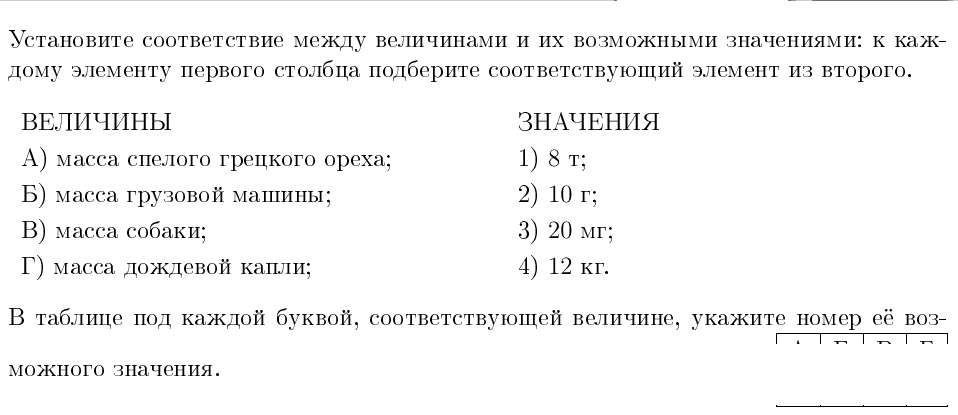 Установите соответствие между величинами и их возможными значениями: к каж-
дому элементу первого столбца подберите соответствующий элемент из второго.
ВЕЛИЧИНЫ ЗНАЧЕНИЯ
А) масса спелого грецкого ореха; 1) 8 т;
Б) масса грузовой машины; 2) 10 г;
В) масса собаки; 3) 20 мг;
Г) масса дождевой капли; 4) 12 кг.
В таблице под каждой буквой, соответствующей величине, укажите номер её воз-
можного значения.